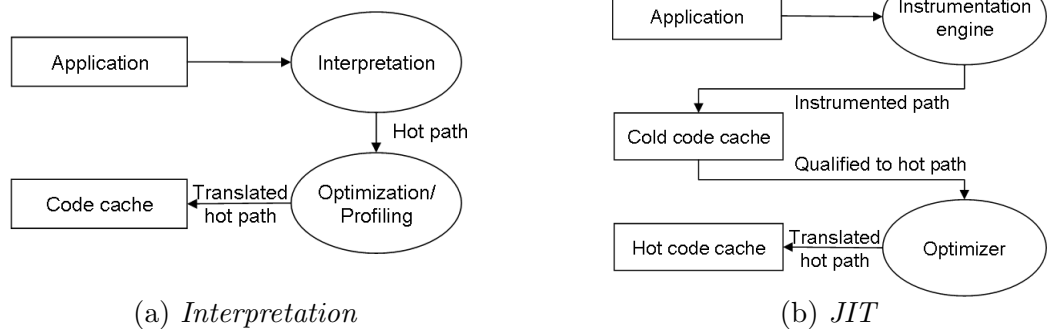 Application
Interpretation
Hot path
Optimization/
Profiling
Translated
hot path
Code cache
(a) Interpretation
Application
Instrumentation
engine
Instrumented path
Cold code cache
Qualified to hot path
Optimizer
Translated
hot path
Hot code cache
(b) JIT